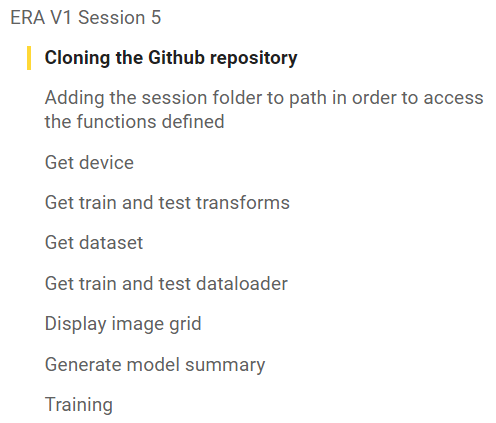 ERA V1 Session 5
Cloning the Github repository
Adding the session folder to path in order to access
the functions defined
Get device
Get train and test transforms
Get dataset
Get train and test dataloader
Display image grid
Generate model summary
Training